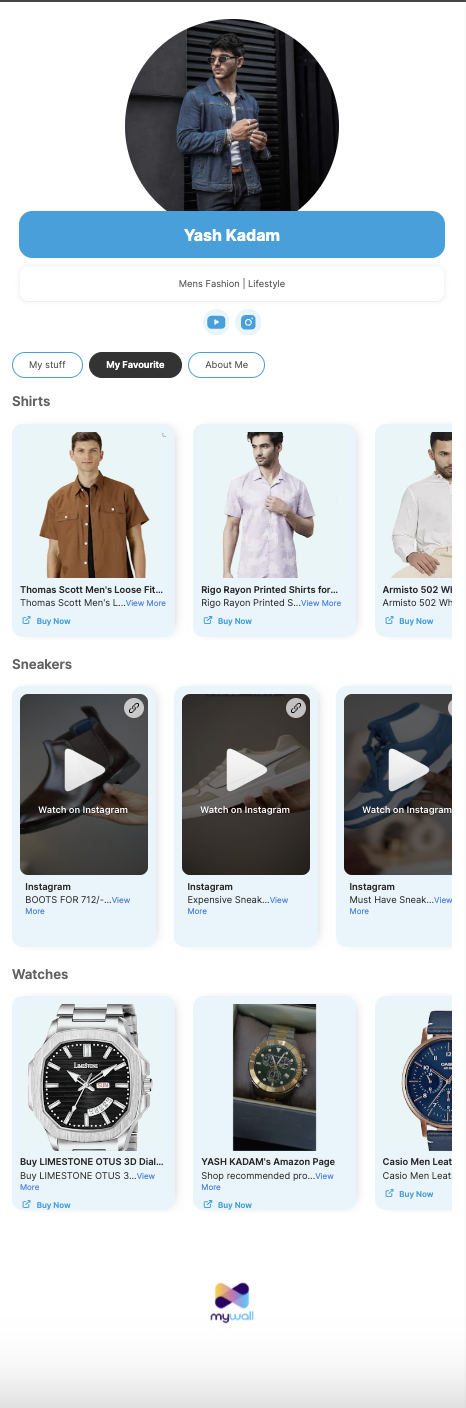 Yash Kadam
Mens Fashion | Lifestyle
My stuff
My Favourite
About Me
Shirts
Thomas Scott Men's Loose Fit...
Thomas Scott Men's L...View More
Buy Now
Rigo Rayon Printed Shirts for...
Rigo Rayon Printed S...View More
Buy Now
Armisto 502 Wh
Armisto 502 Wh
Buy Now
Sneakers
Watch on Instagram
Instagram
BOOTS FOR 712/-...View
More
Watch on Instagram
Instagram
Expensive Sneak...View
More
Watch on Instagram
Instagram
Must Have Sneak...View
More
Watches
LIMESTONE
Buy LIMESTONE OTUS 3D Dial...
Buy LIMESTONE OTUS 3...View
More
Buy Now
YASH KADAM's Amazon Page
Shop recommended pro...View
More
Buy Now
Casio Men Leat
Casio Men Leat
Buy Now
mywall